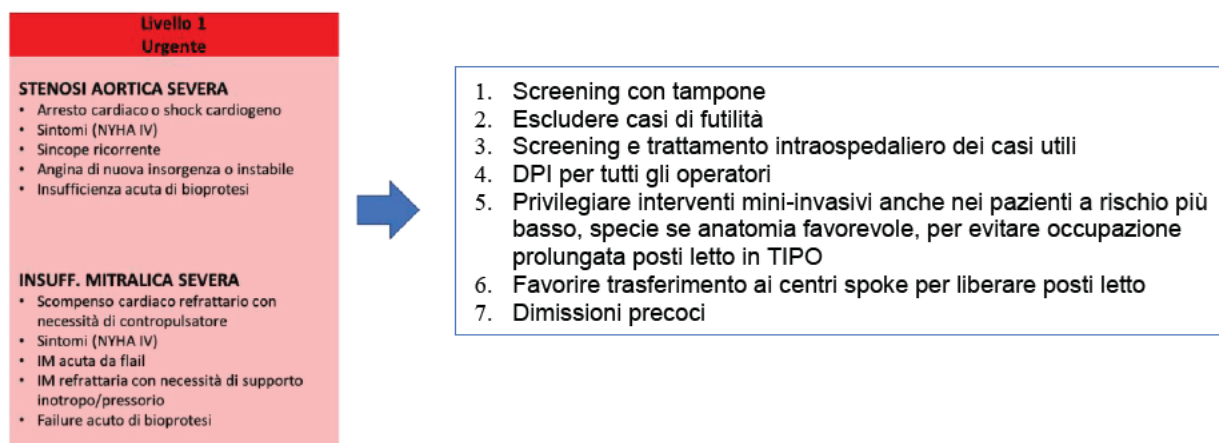 Livello 1
Urgente
STENOSI AORTICA SEVERA
• Arresto cardiaco o shock cardiogeno
• Sintomi (NYHA IV)
• Sincope ricorrente
• Angina di nuova insorgenza o instabile
• Insufficienza acuta di bioprotesi
INSUFF. MITRALICA SEVERA
• Scompenso cardiaco refrattario con
necessità di contropulsatore
• Sintomi (NYHA IV)
• IM acuta da flail
• IM refrattaria con necessità di supporto
inotropo/pressorio
• Failure acuto di bioprotesi
1. Screening con tampone
2. Escludere casi di futilità
3. Screening e trattamento intraospedaliero dei casi utili
4. DPI per tutti gli operatori
5. Privilegiare interventi mini-invasivi anche nei pazienti a rischio più
basso, specie se anatomia favorevole, per evitare occupazione
prolungata posti letto in TIPO
6. Favorire trasferimento ai centri spoke per liberare posti letto
7. Dimissioni precoci